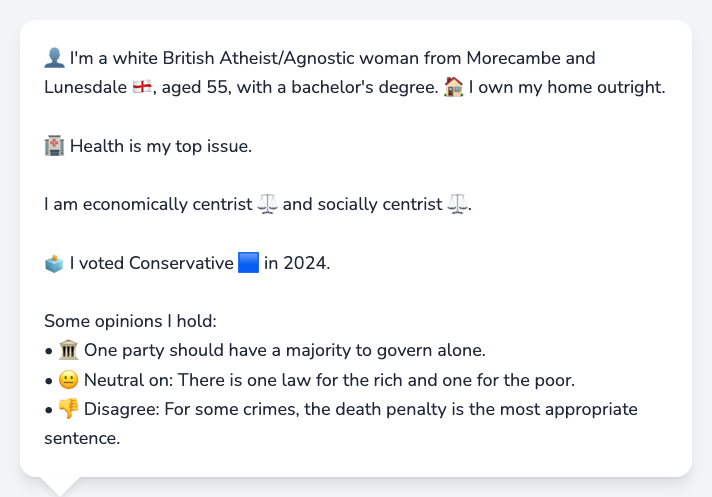 👤 I'm a white British Atheist/Agnostic woman from Morecambe and
Lunesdale 🏴󠁧󠁢󠁥󠁮󠁧󠁿, aged 55, with a bachelor's degree. 🏠 I own my home outright.
🏥 Health is my top issue.
I am economically centrist ⚖️ and socially centrist ⚖️.
🗳️ I voted Conservative 🟦 in 2024.
Some opinions I hold:
• 🏛️ One party should have a majority to govern alone.
• 😐 Neutral on: There is one law for the rich and one for the poor.
• 👎 Disagree: For some crimes, the death penalty is the most appropriate
sentence.